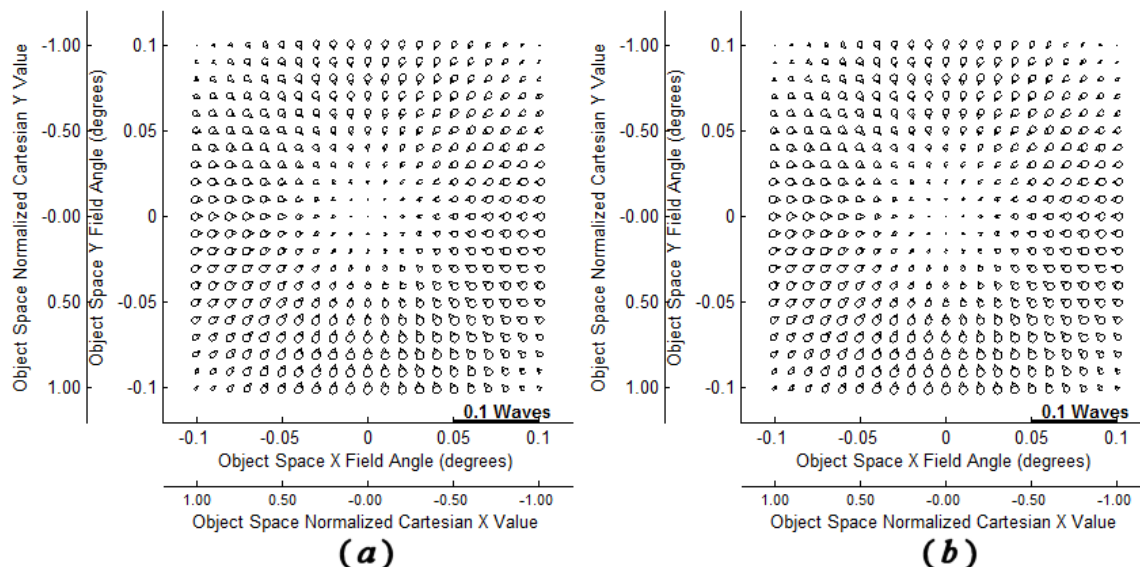 Object Space Normalized Cartesian Y Value
-1.00
-0.50
-0.00
0.50
1.00
Object Space Y Field Angle (degrees)
0.1
0.05
0
-0.05
-0.1
0.1 Waves
-0.1 -0.05 0 0.05 0.1
Object Space X Field Angle (degrees)
1.00 0.50 -0.00 -0.50 -1.00
Object Space Normalized Cartesian X Value
(a)
Object Space Normalized Cartesian Y Value
-1.00
-0.50
-0.00
0.50
1.00
Object Space Y Field Angle (degrees)
0.1
0.05
0
-0.05
-0.1
0.1 Waves
-0.1 -0.05 0 0.05 0.1
Object Space X Field Angle (degrees)
1.00 0.50 -0.00 -0.50 -1.00
Object Space Normalized Cartesian X Value
(b)